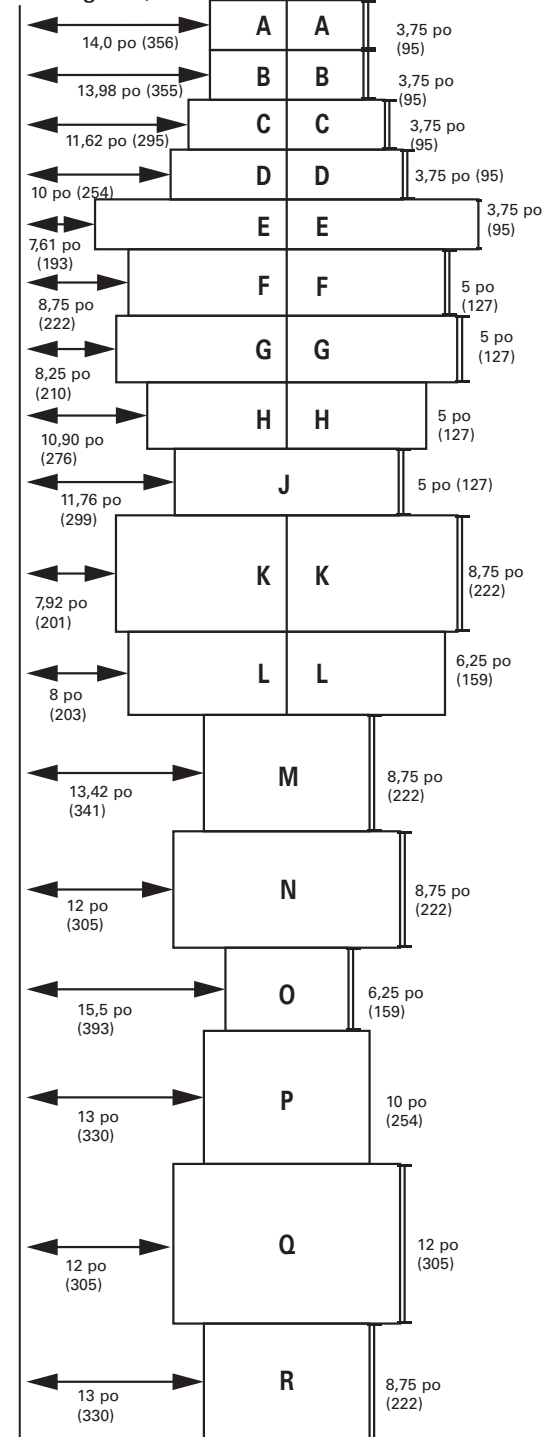 A A
3,75 po
(95)
14,0 po (356)
B B
3,75 po
(95)
13,98 po (355)
C C
3,75 po
(95)
11,62 po (295)
D D
3,75 po (95)
10 po (254)
E E
3,75 po
(95)
7,61 po
(193)
F F
5 po
(127)
8,75 po
(222)
G G
5 po
(127)
8,25 po
(210)
H H
5 po
(127)
10,90 po
(276)
J
5 po (127)
11,76 po
(299)
K K
8,75 po
(222)
7,92 po
(201)
L L
6,25 po
(159)
8 po
(203)
M
8,75 po
(222)
13,42 po
(341)
N
8,75 po
(222)
12 po
(305)
O
6,25 po
(159)
15,5 po
(393)
P
10 po
(254)
13 po
(330)
Q
12 po
(305)
12 po
(305)
R
8,75 po
(222)
13 po
(330)